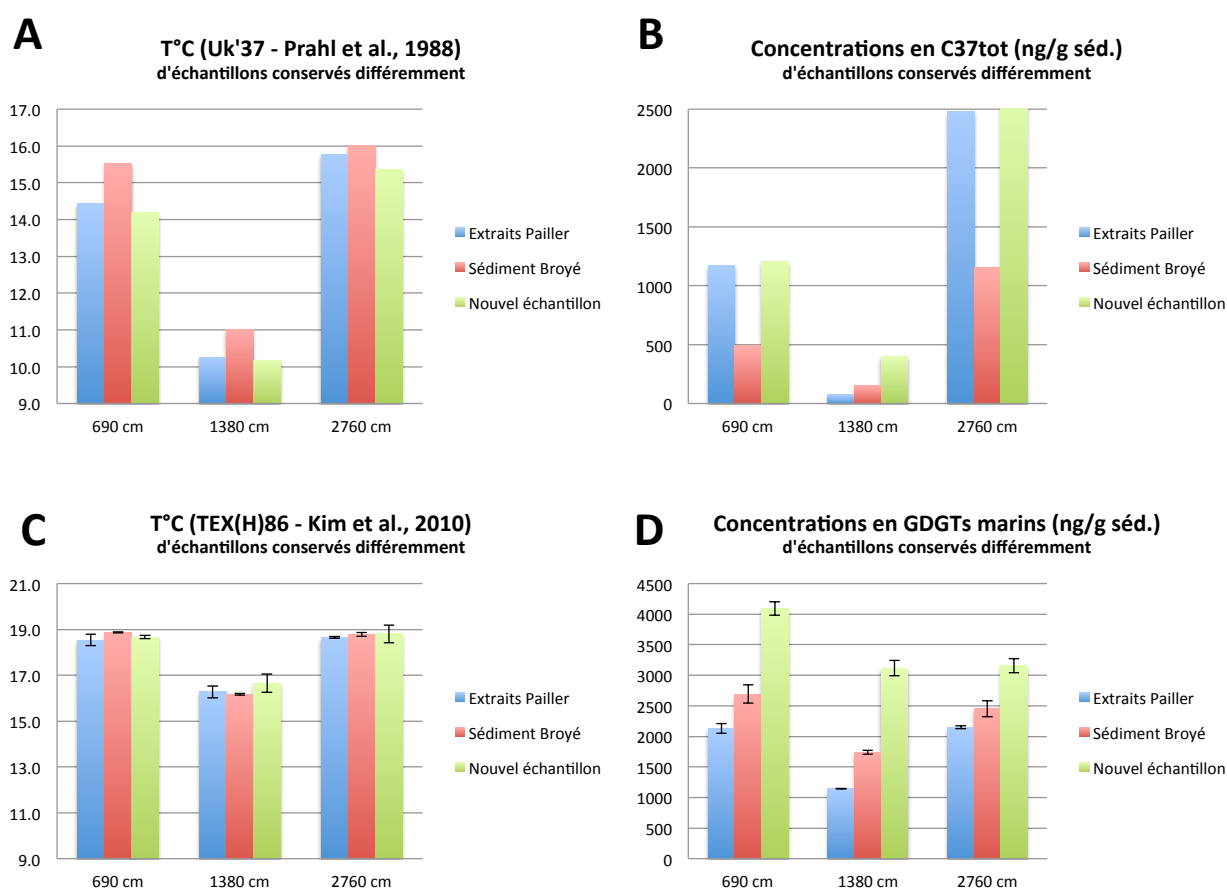 A
T°C (Uk'37 - Prahl et al., 1988)
d'échantillons conservés différemment
17.0
16.0
15.0
14.0
13.0
12.0
11.0
10.0
9.0
690 cm
1380 cm
2760 cm
Extraits Pailler
Sédiment Broyé
Nouvel échantillon
B
Concentrations en C37tot (ng/g séd.)
d'échantillons conservés différemment
2500
2000
1500
1000
500
0
690 cm
1380 cm
2760 cm
Extraits Pailler
Sédiment Broyé
Nouvel échantillon
C
T°C (TEX(H)86 - Kim et al., 2010)
d'échantillons conservés différemment
21.0
19.0
17.0
15.0
13.0
11.0
9.0
690 cm
1380 cm
2760 cm
Extraits Pailler
Sédiment Broyé
Nouvel échantillon
D
Concentrations en GDGTs marins (ng/g séd.)
d'échantillons conservés différemment
4500
4000
3500
3000
2500
2000
1500
1000
500
0
690 cm
1380 cm
2760 cm
Extraits Pailler
Sédiment Broyé
Nouvel échantillon